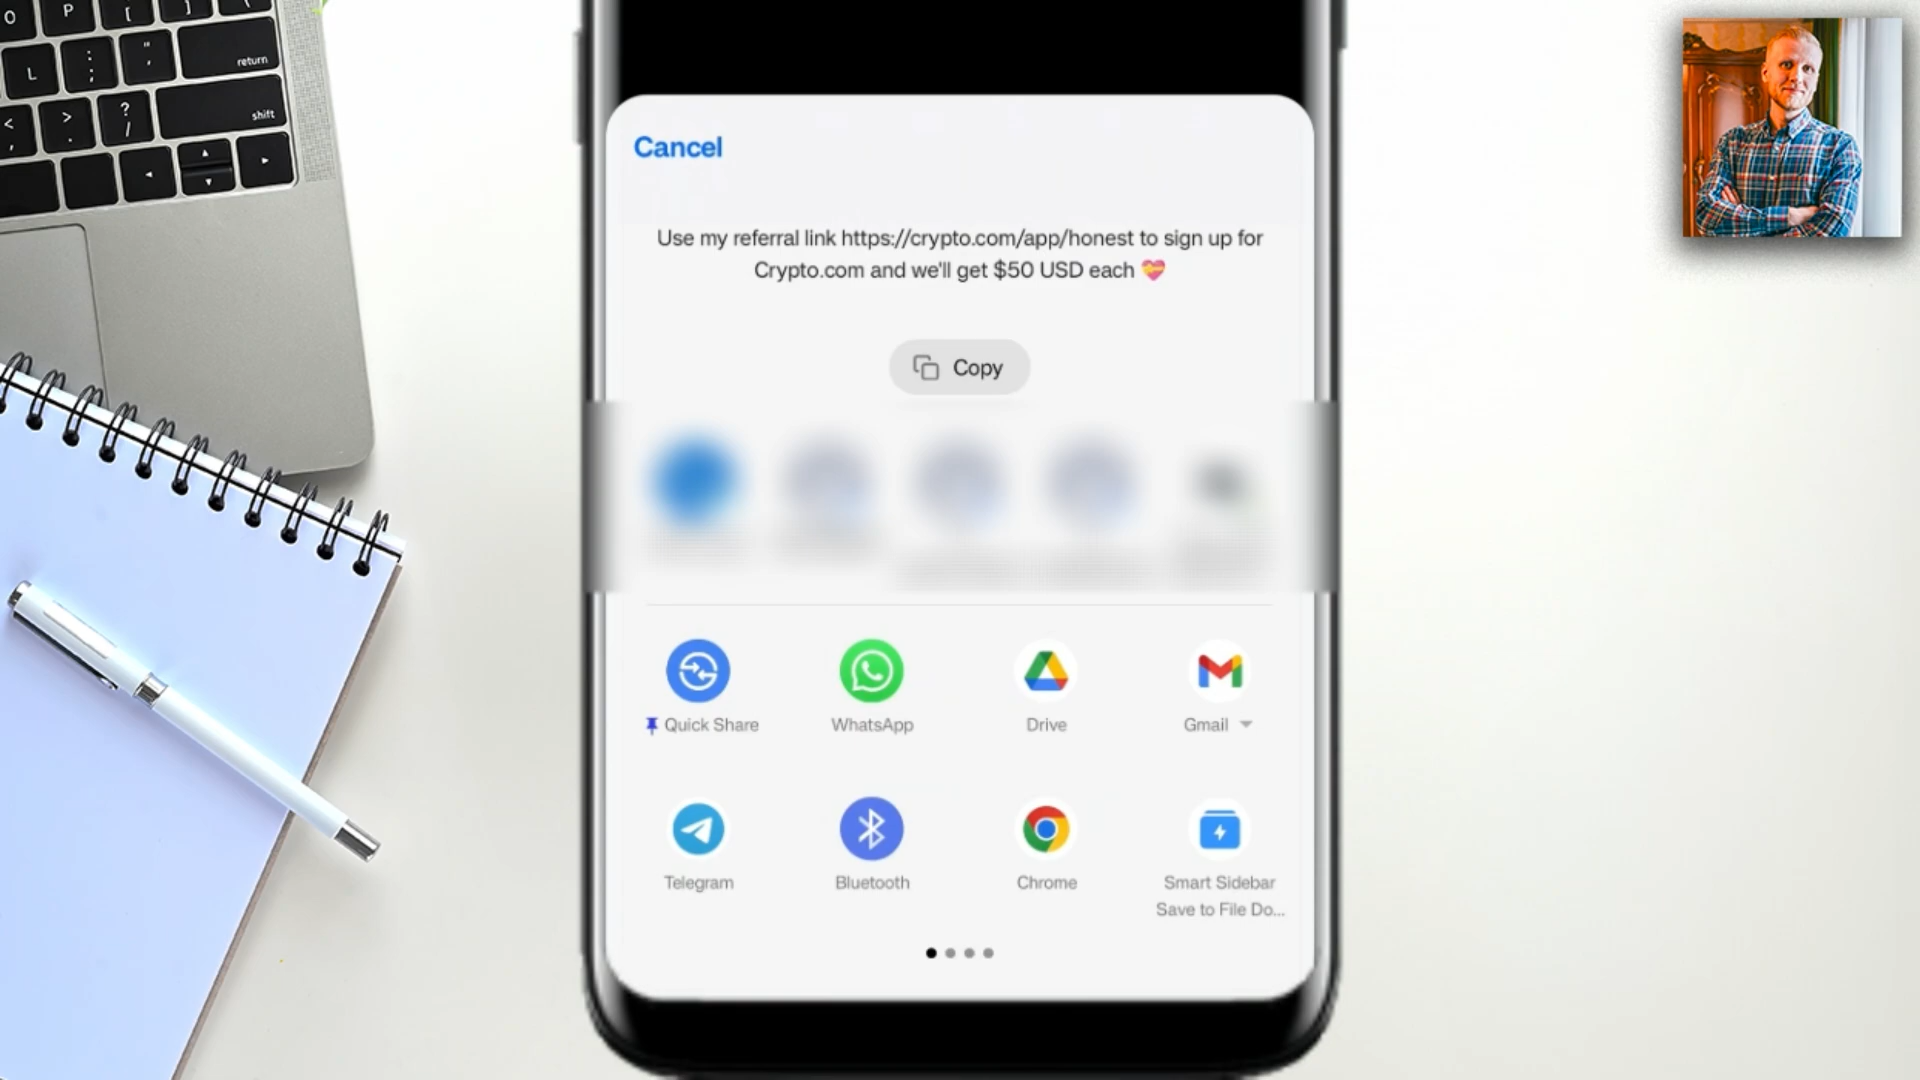 O
P
[
]
L
:
;
"
'
return
<
,
>
.
?
/
shift
Cancel
Use my referral link https://crypto.com/app/honest to sign up for
Crypto.com and we'll get $50 USD each
Copy
Quick Share
WhatsApp
Drive
Gmail
Telegram
Bluetooth
Chrome
Smart Sidebar
Save to File Do...